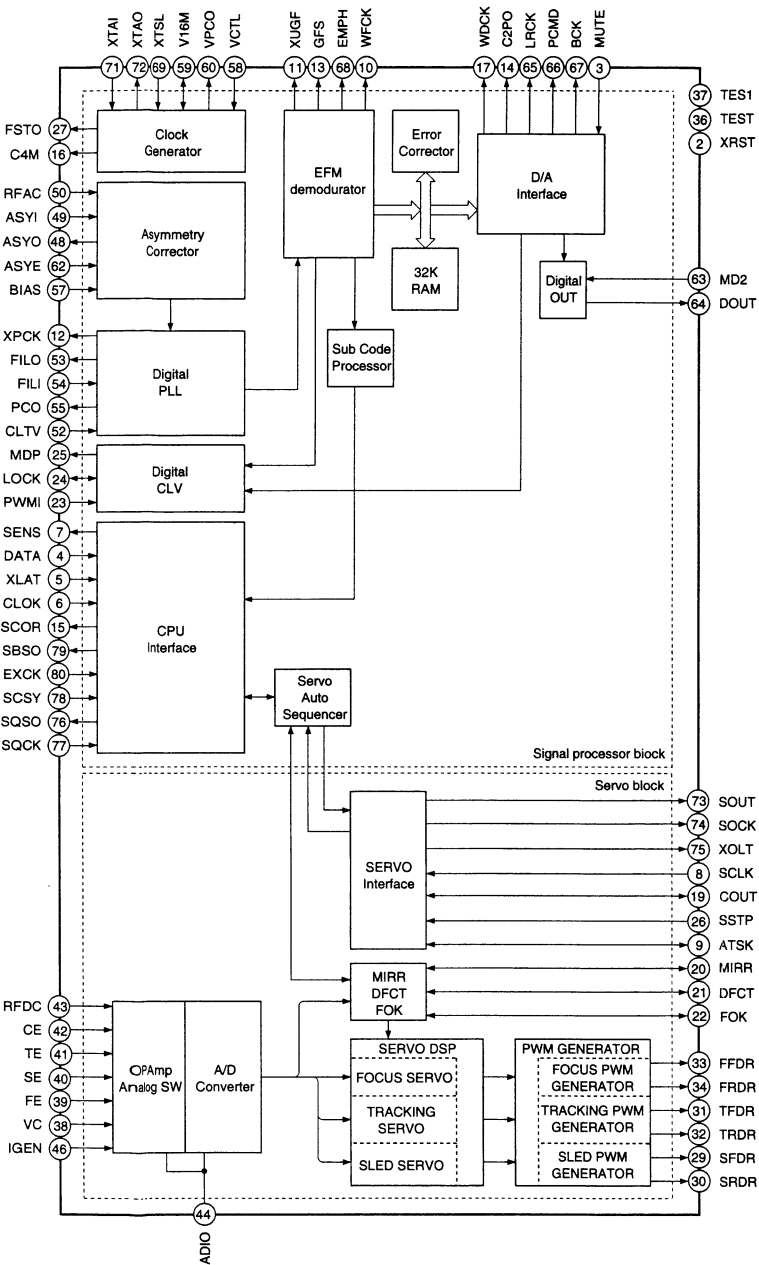 XTAI XTAO XTSL V16M VPCO VCTL XUGF GFS EMPH WFCK WDCK C2PO LRCK PCMD BCK MUTE
71 72 69 59 60 58 11 13 68 10 17 14 65 66 67 3
37 TES1
36 TEST
2 XRST
FSTO 27
C4M 16
Clock
Generator
EFM
demodurator
Error
Corrector
D/A
Interface
32K
RAM
Digital
OUT
63 MD2
64 DOUT
RFAC 50
ASYI 49
ASYO 48
ASYE 62
BIAS 57
Asymmetry
Corrector
XPCK 12
FILO 53
FILI 54
PCO 55
CLTV 52
Digital
PLL
Sub Code
Processor
MDP 25
LOCK 24
PWMI 23
Digital
CLV
SENS 7
DATA 4
XLAT 5
CLOK 6
SCOR 15
SBSO 79
EXCK 80
SCSY 78
SQSO 76
SQCK 77
CPU
Interface
Servo
Auto
Sequencer
Signal processor block
Servo block
SERVO
Interface
73 SOUT
74 SOCK
75 XOLT
8 SCLK
19 COUT
26 SSTP
9 ATSK
20 MIRR
21 DFCT
22 FOK
MIRR
DFCT
FOK
RFDC 43
CE 42
TE 41
SE 40
FE 39
VC 38
IGEN 46
OPAmp
Analog SW
A/D
Converter
SERVO DSP
FOCUS SERVO
TRACKING
SERVO
SLED SERVO
PWM GENERATOR
FOCUS PWM
GENERATOR
TRACKING PWM
GENERATOR
SLED PWM
GENERATOR
33 FFDR
34 FRDR
31 TFDR
32 TRDR
29 SFDR
30 SRDR
44
ADIO